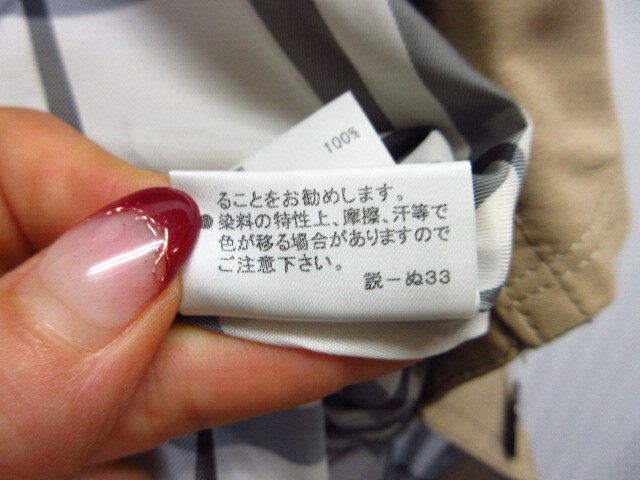 100%
ることをお勧めします。
●染料の特性上、摩擦、汗等で
色が移る場合がありますので
ご注意下さい。
説ーぬ33